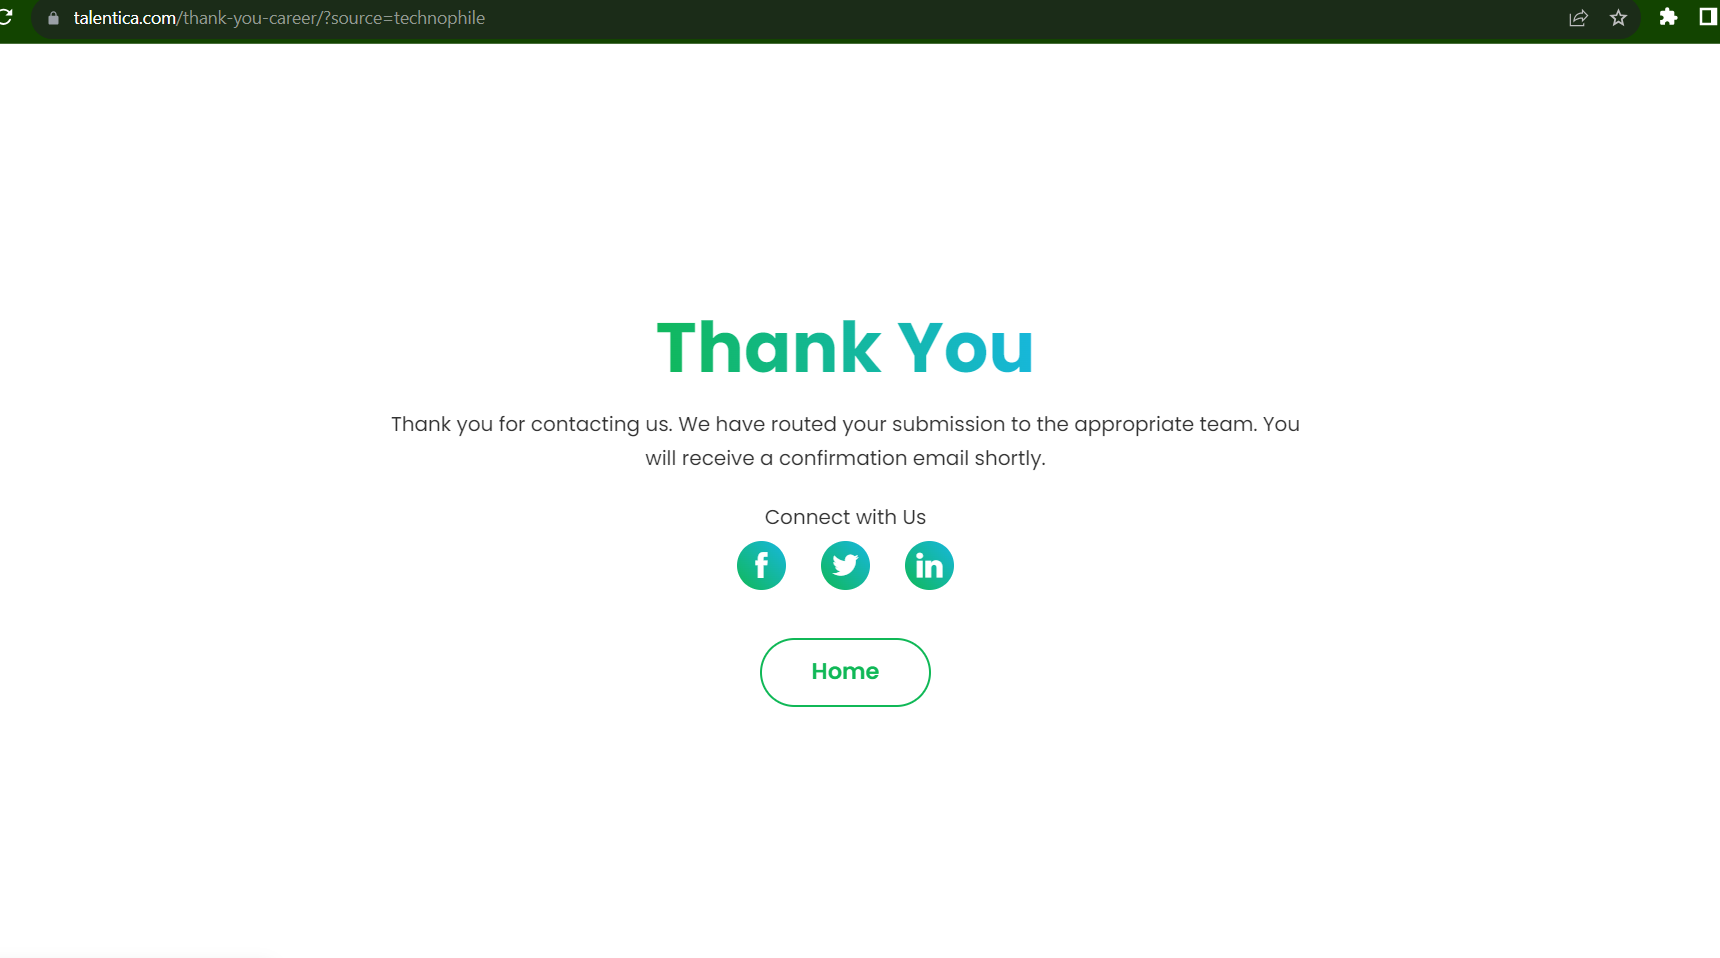 talentica.com/thank-you-career/?source=technophile
Thank You
Thank you for contacting us. We have routed your submission to the appropriate team. You
will receive a confirmation email shortly.
Connect with Us
f
in
Home